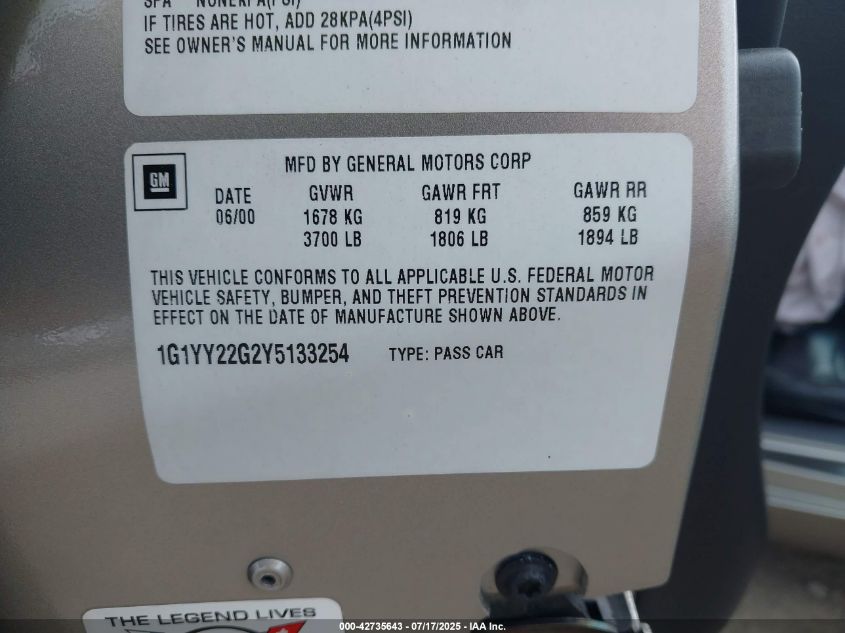 SPA NONEKPA(PSI)
IF TIRES ARE HOT, ADD 28KPA(4PSI)
SEE OWNER'S MANUAL FOR MORE INFORMATION
GM
MFD BY GENERAL MOTORS CORP
DATE GVWR GAWR FRT GAWR RR
06/00 1678 KG 819 KG 859 KG
3700 LB 1806 LB 1894 LB
THIS VEHICLE CONFORMS TO ALL APPLICABLE U.S. FEDERAL MOTOR
VEHICLE SAFETY, BUMPER, AND THEFT PREVENTION STANDARDS IN
EFFECT ON THE DATE OF MANUFACTURE SHOWN ABOVE.
1G1YY22G2Y5133254 TYPE: PASS CAR
THE LEGEND LIVES
000-42735643 - 07/17/2025 - IAA Inc.